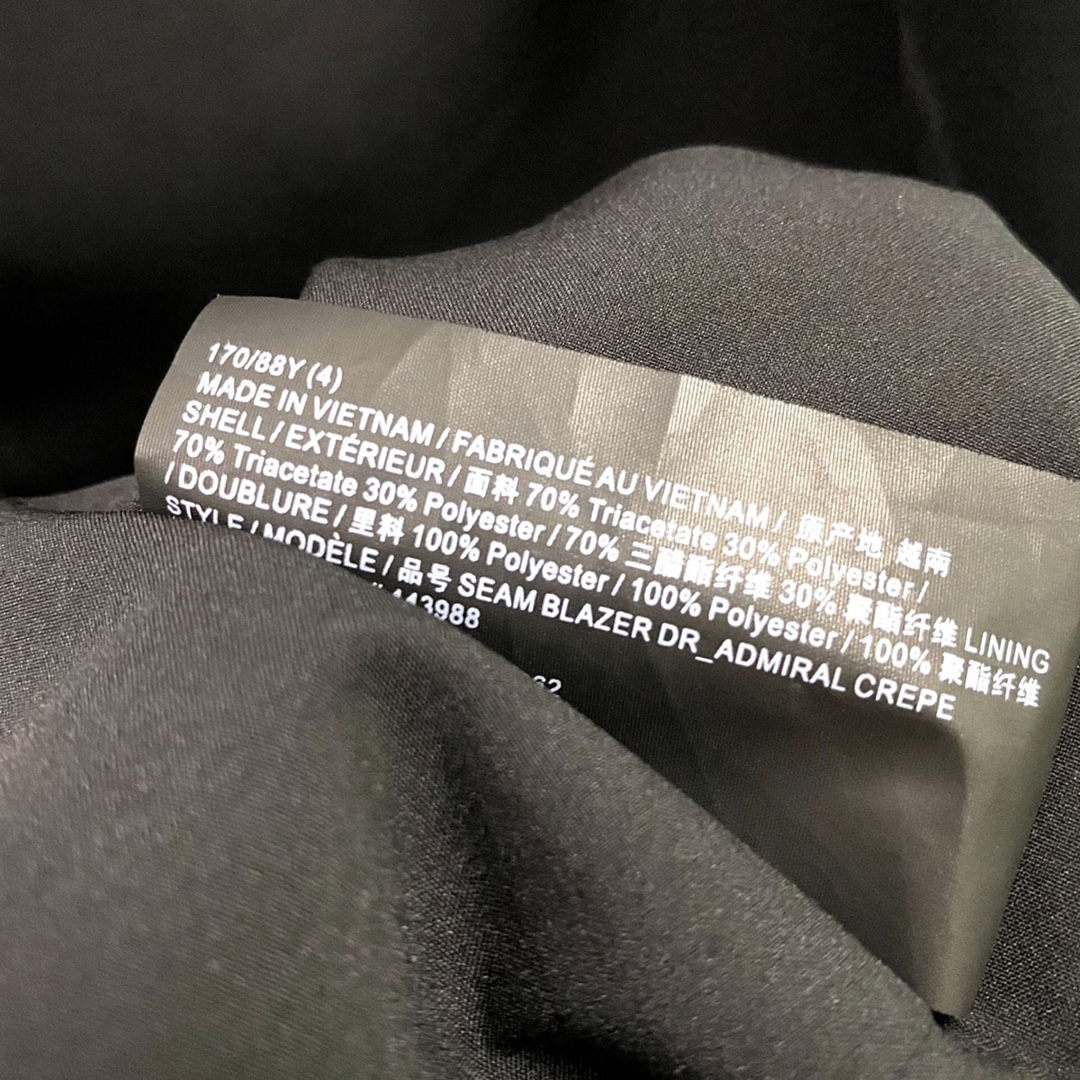 170/88Y (4)
MADE IN VIETNAM / FABRIQUÉ AU VIETNAM / 原产地 越南
SHELL / EXTÉRIEUR / 面料 70% Triacetate 30% Polyester /
70% Triacetate 30% Polyester / 70% 三醋酯纤维 30% 聚酯纤维 LINING
/ DOUBLURE / 里料 100% Polyester / 100% Polyester / 100% 聚酯纤维
STYLE / MODÈLE / 品号 SEAM BLAZER DR_ADMIRAL CREPE